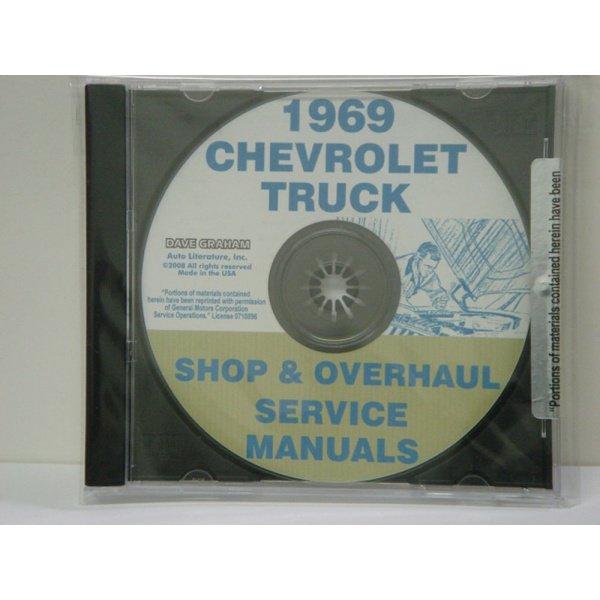 1969
CHEVROLET
TRUCK
DAVE GRAHAM
Auto Literature, Inc.
©2008 All rights reserved
Made in the USA
"Portions of materials contained
herein have been reprinted with permission
of General Motors Corporation
Service Operations." License 0710896
SHOP & OVERHAUL
SERVICE
MANUALS
"Portions of materials contained herein have been